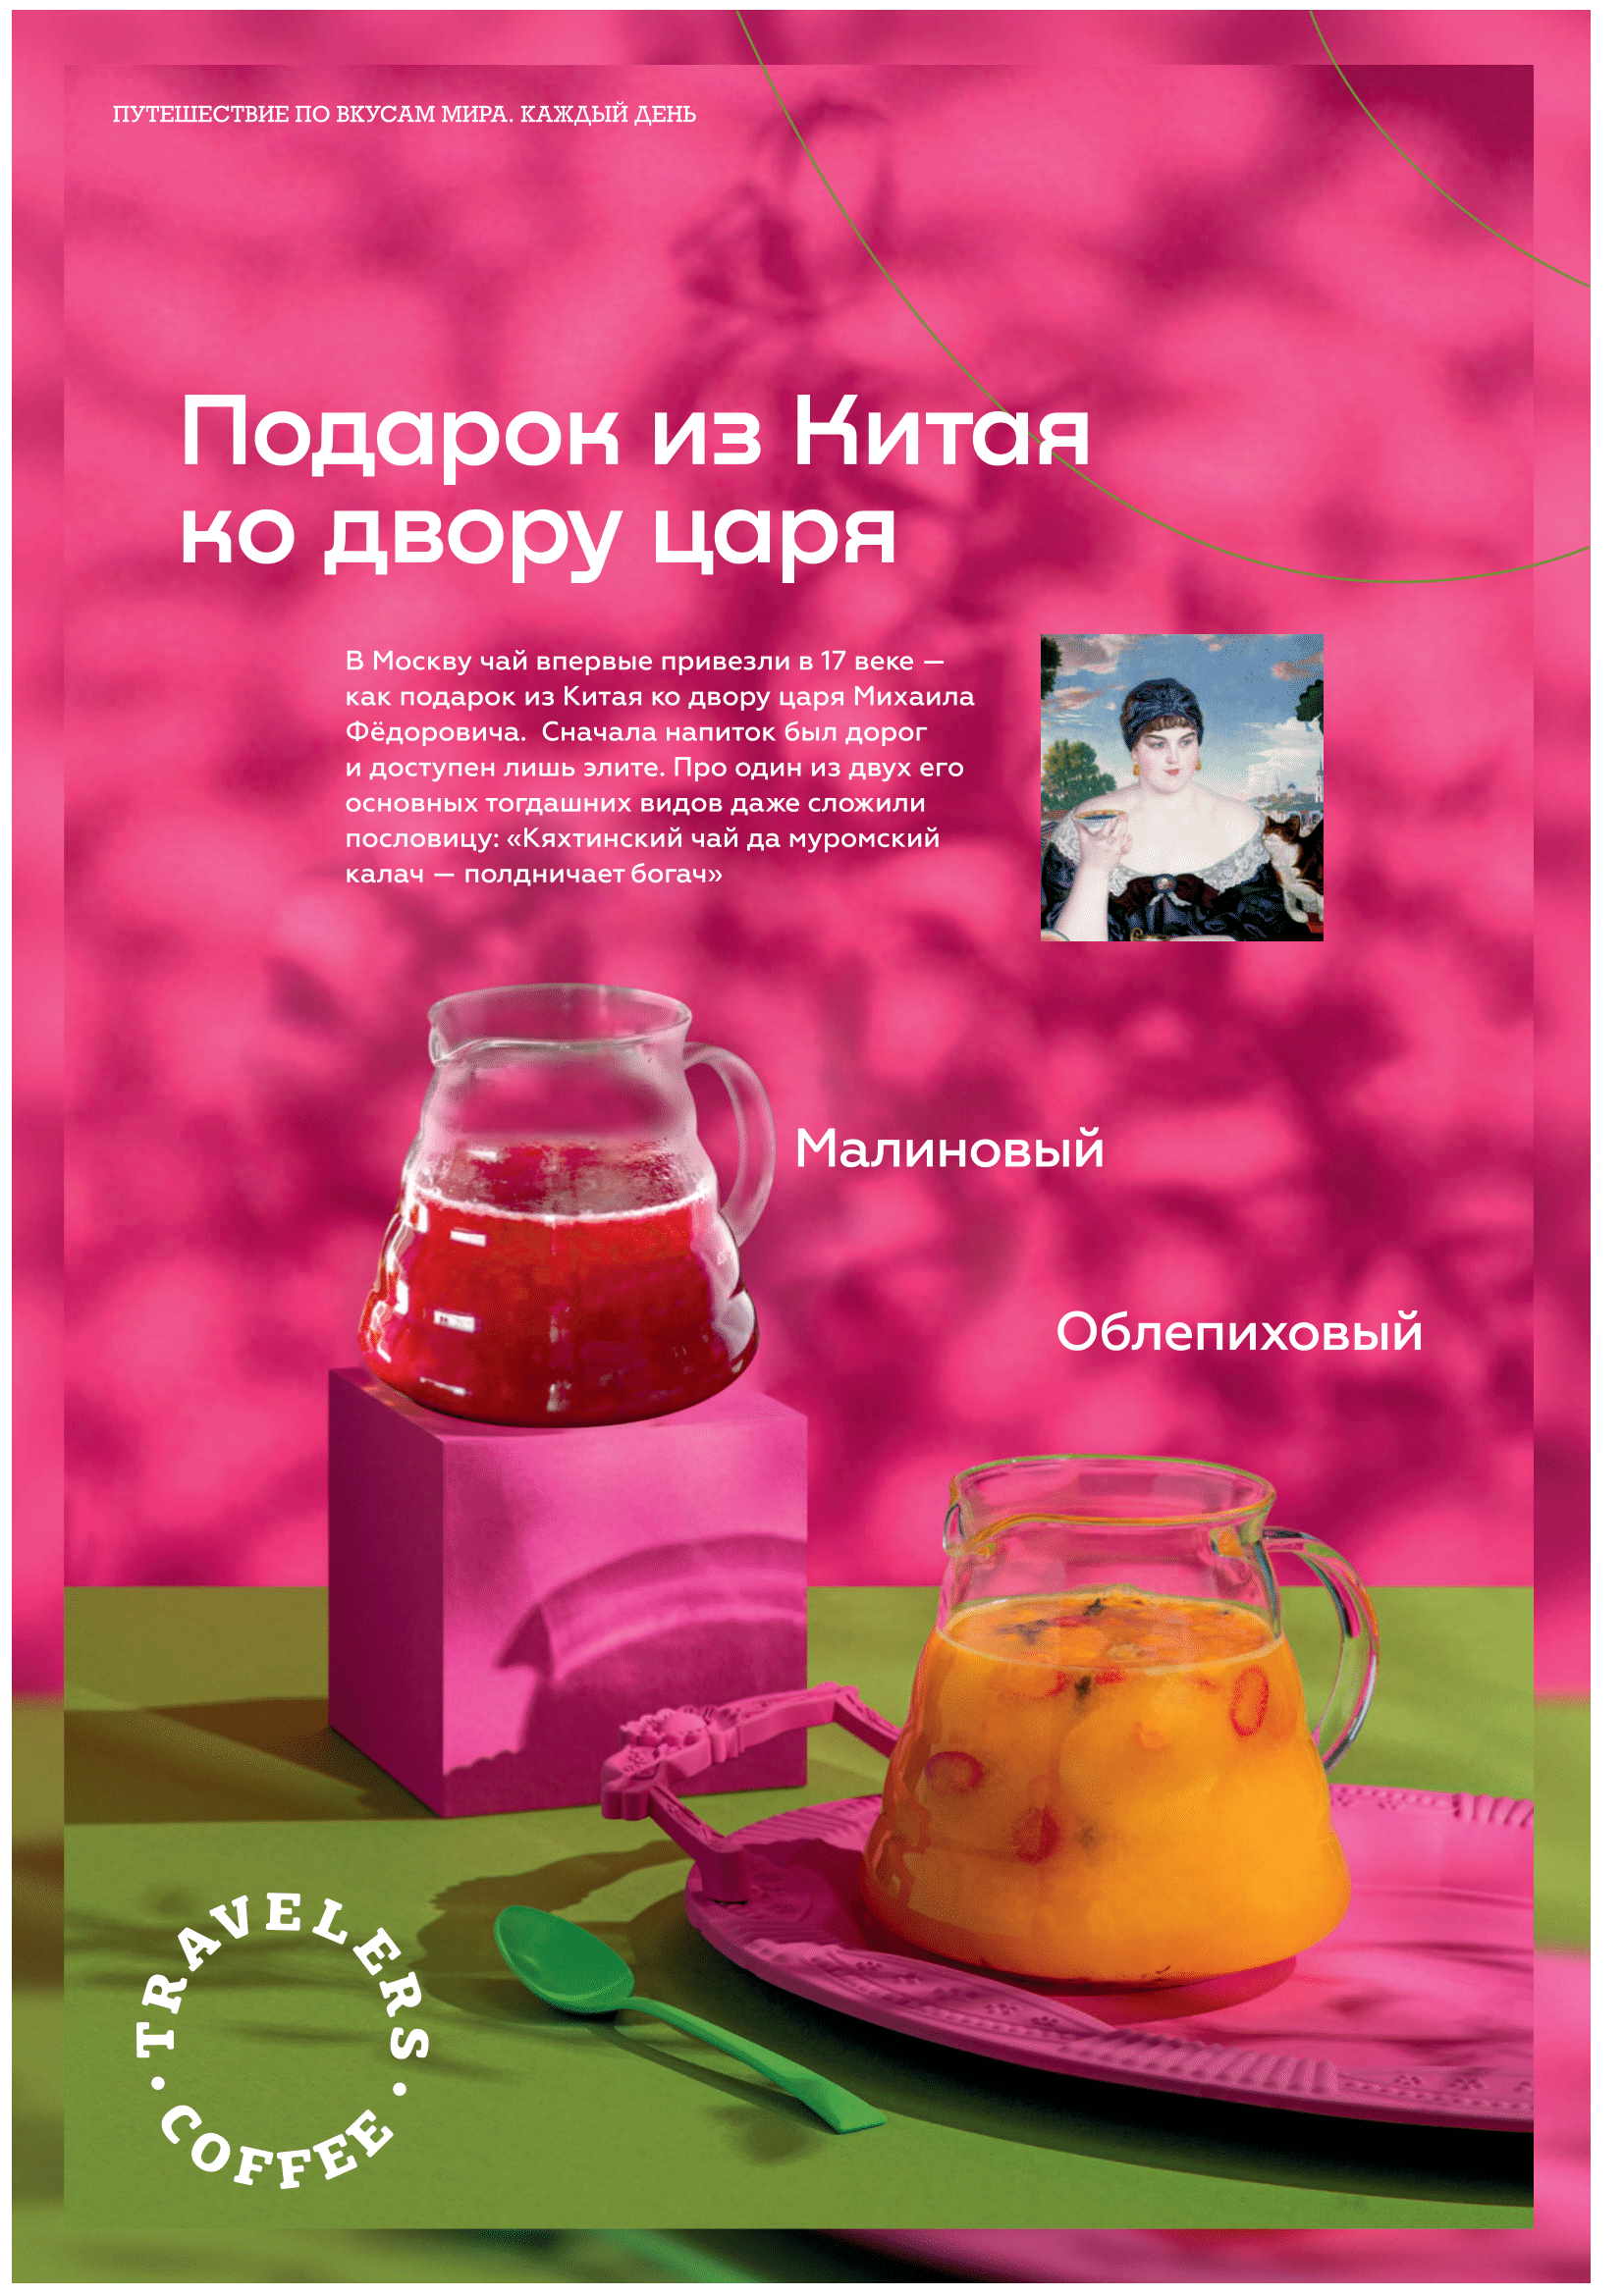 ПУТЕШЕСТВИЕ ПО ВКУСАМ МИРА. КАЖДЫЙ ДЕНЬ
Подарок из Китая
ко двору царя
В Москву чай впервые привезли в 17 веке —
как подарок из Китая ко двору царя Михаила
Фёдоровича. Сначала напиток был дорог
и доступен лишь элите. Про один из двух его
основных тогдашних видов даже сложили
пословицу: «Кяхтинский чай да муромский
калач — полдничает богач»
Малиновый
Облепиховый
TRAVELERS
COFFEE